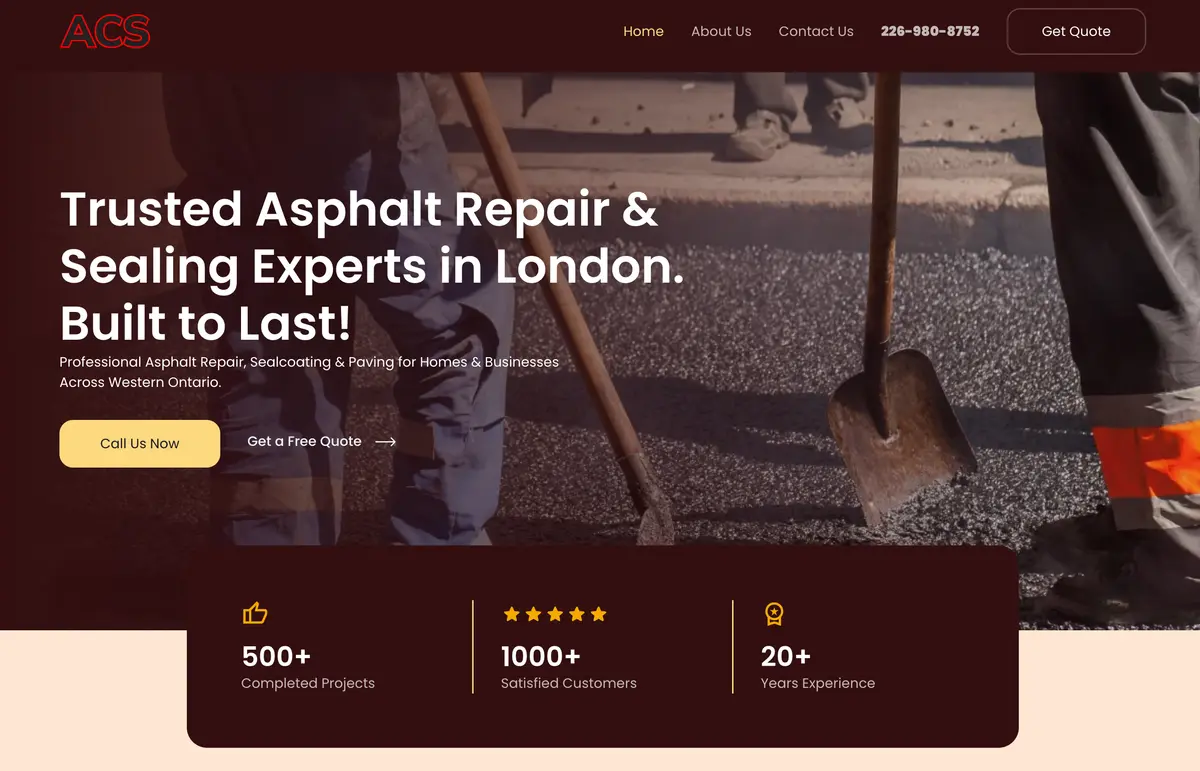 ACS
Home
About Us
Contact Us
226-980-8752
Get Quote
Trusted Asphalt Repair &
Sealing Experts in London.
Built to Last!
Professional Asphalt Repair, Sealcoating & Paving for Homes & Businesses
Across Western Ontario.
Call Us Now
Get a Free Quote
500+
Completed Projects
1000+
Satisfied Customers
20+
Years Experience